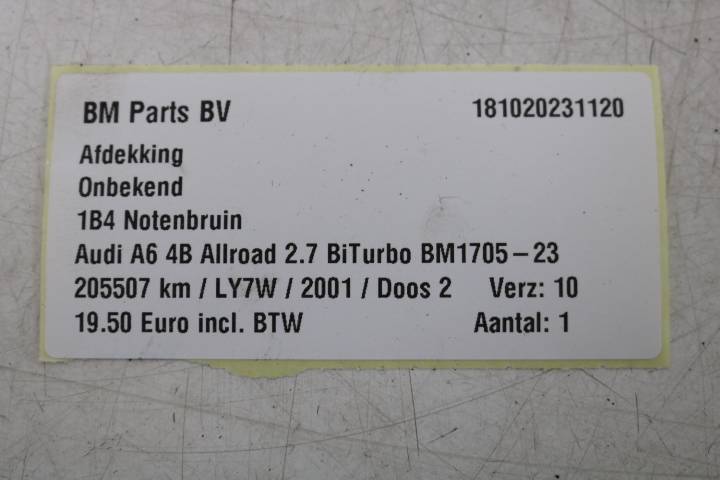 BM Parts BV 181020231120
Afdekking
Onbekend
1B4 Notenbruin
Audi A6 4B Allroad 2.7 BiTurbo BM1705-23
205507 km / LY7W / 2001 / Doos 2 Verz: 10
19.50 Euro incl. BTW Aantal: 1